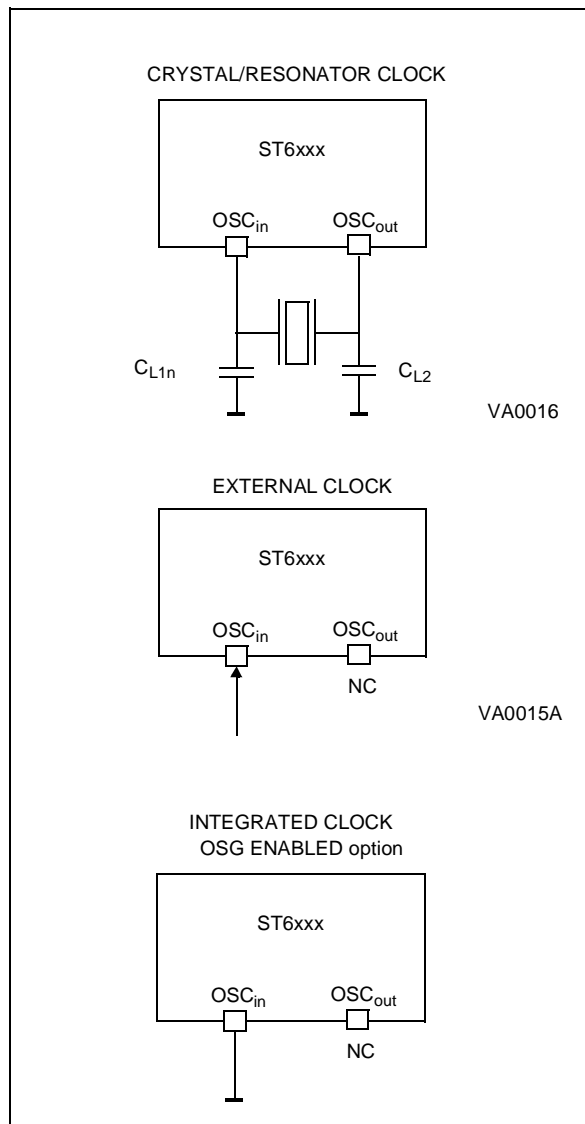 CRYSTAL/RESONATOR CLOCK
ST6xxx
OSCin OSCout
CL1n CL2
VA0016
EXTERNAL CLOCK
ST6xxx
OSCin OSCout
NC
VA0015A
INTEGRATED CLOCK
OSG ENABLED option
ST6xxx
OSCin OSCout
NC